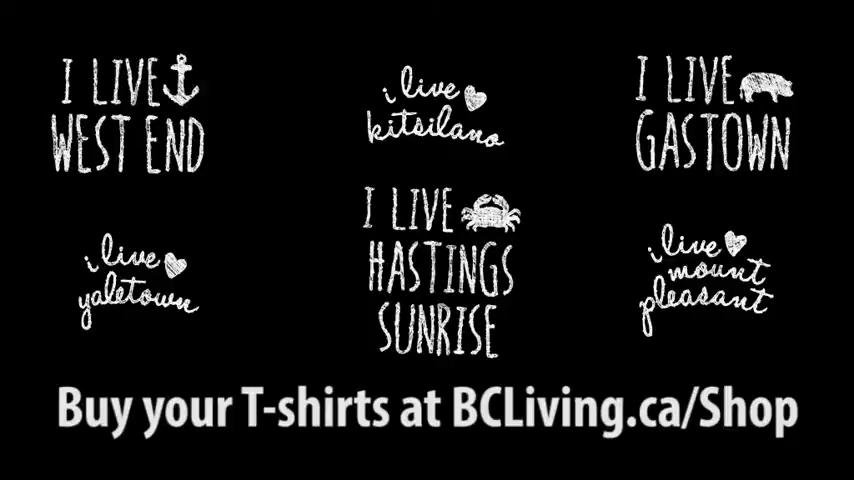 I LIVE
WEST END
i live
kitsilano
I LIVE
GASTOWN
i live
yaletown
I LIVE
HASTINGS
SUNRISE
i live
mount
pleasant
Buy your T-shirts at BCLiving.ca/Shop